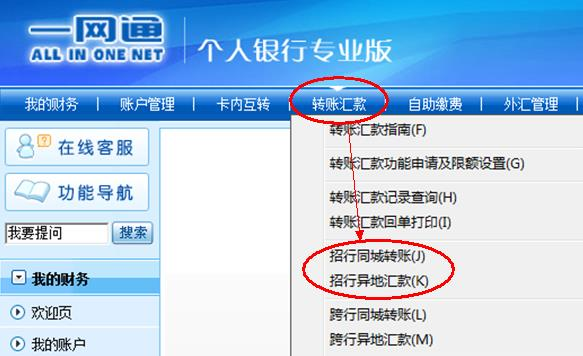 一网通
ALL IN ONE NET
个人银行专业版
我的财务 | 账户管理 | 卡内互转 | 转账汇款 | 自助缴费 | 外汇管理
在线客服
功能导航
我要提问 搜索
我的财务
欢迎页
我的账户
转账汇款指南(F)
转账汇款功能申请及限额设置(G)
转账汇款记录查询(H)
转账汇款回单打印(I)
招行同城转账(J)
招行异地汇款(K)
跨行同城转账(L)
跨行异地汇款(M)